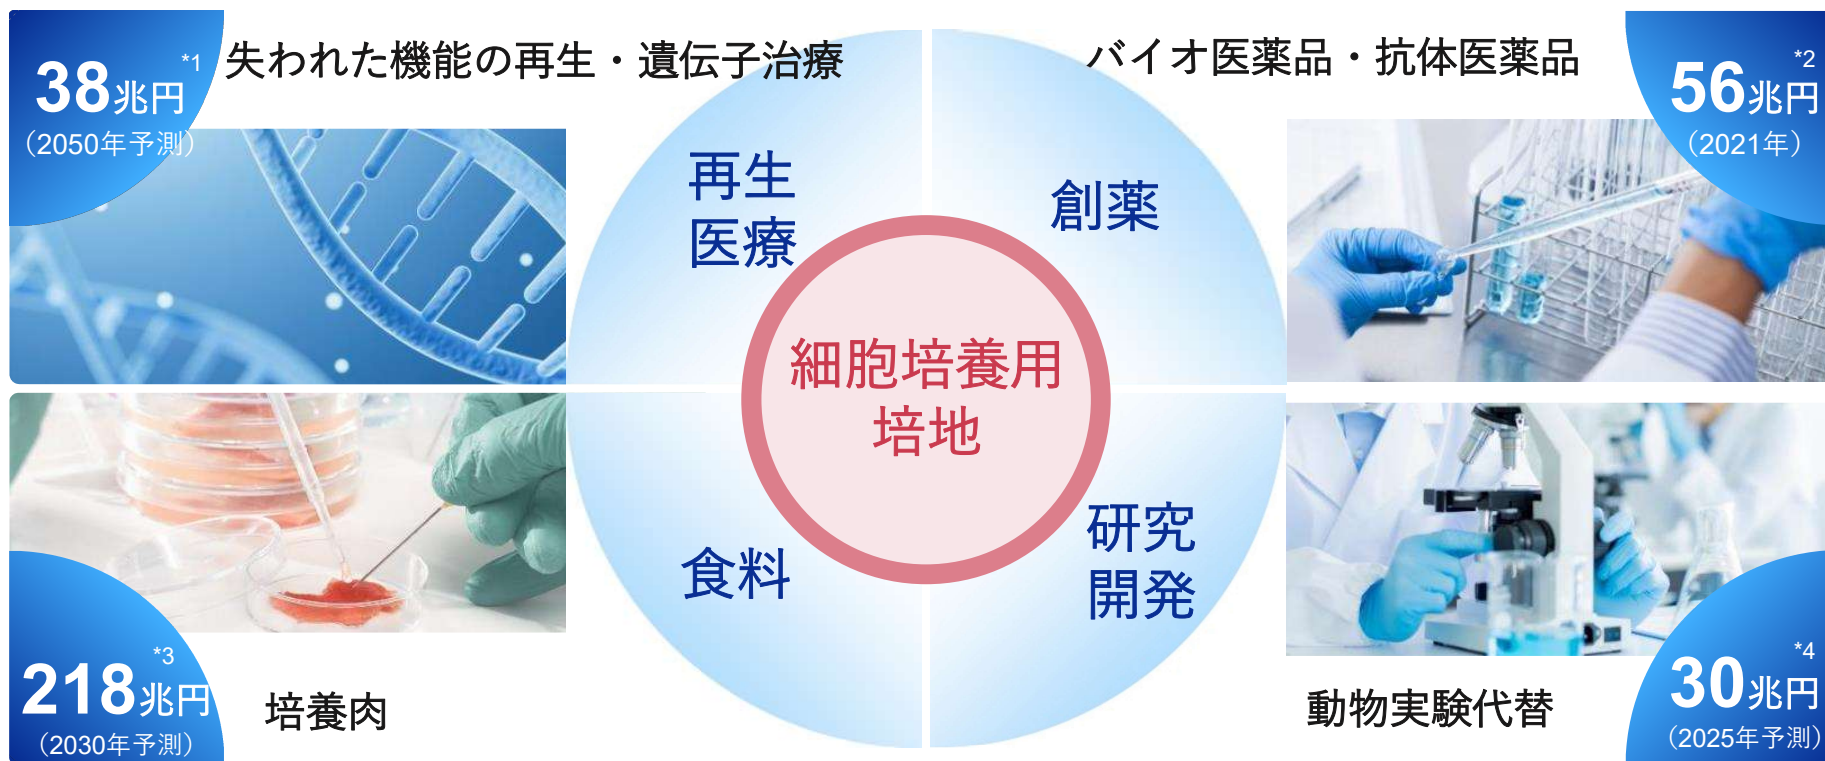 38兆円 *1
（2050年予測）
失われた機能の再生・遺伝子治療
バイオ医薬品・抗体医薬品
56兆円 *2
（2021年）
再生
医療
創薬
細胞培養用
培地
食料
研究
開発
218兆円 *3
（2030年予測）
培養肉
動物実験代替
30兆円 *4
（2025年予測）